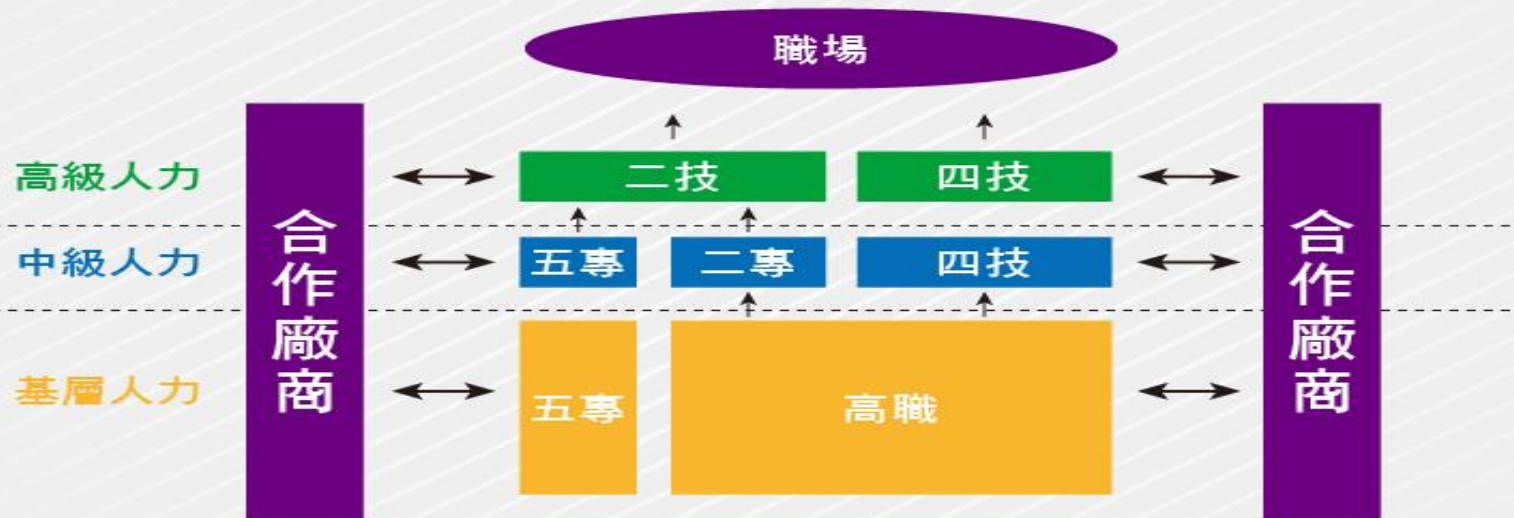 職場
高級人力
二技
四技
合作廠商
合作廠商
中級人力
五專
二專
四技
基層人力
五專
高職